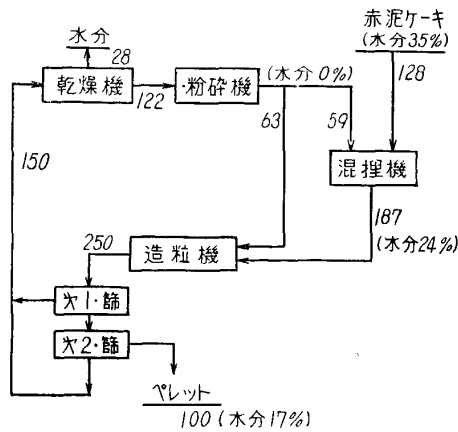 水分
28
乾燥機
122
粉砕機
(水分0%)
赤泥ケーキ
(水分35%)
128
63
59
150
混捏機
187
(水分24%)
250
造粒機
㐧1・篩
㐧2・篩
ペレット
100(水分17%)